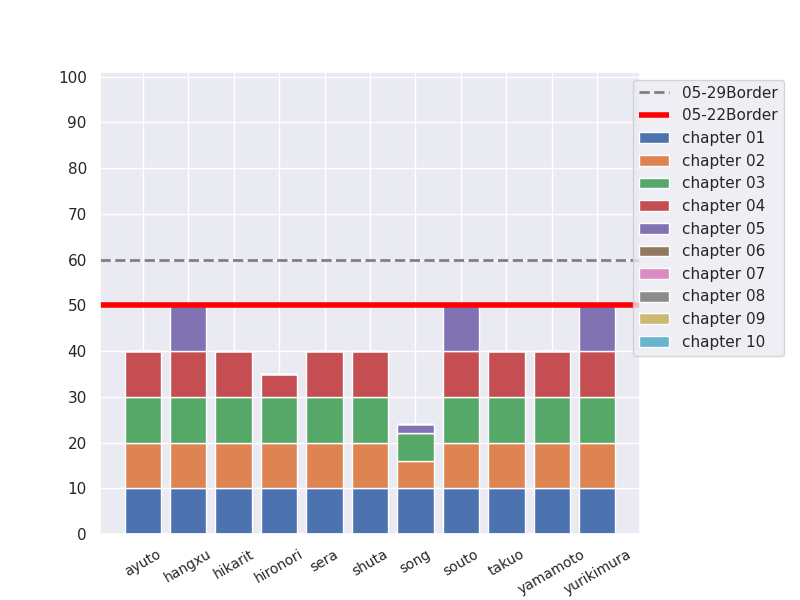 100
90
80
70
60
50
40
30
20
10
0
ayuto
hangxu
hikarit
hironori
sera
shuta
song
souto
takuo
yamamoto
yurikimura
05-29Border
05-22Border
chapter 01
chapter 02
chapter 03
chapter 04
chapter 05
chapter 06
chapter 07
chapter 08
chapter 09
chapter 10